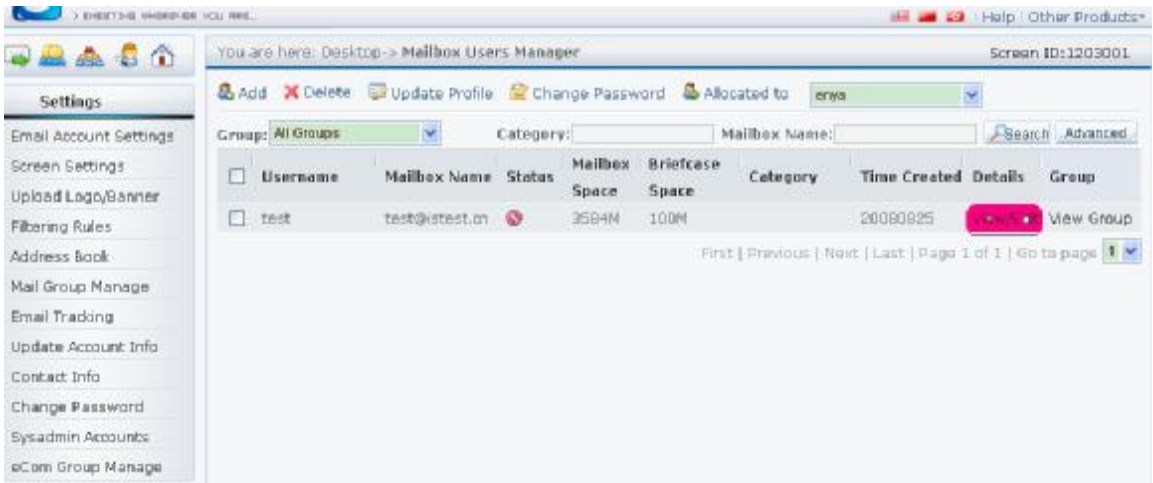 YOU ARE...
Help | Other Products
You are here: Desktop-> Mailbox Users Manager
Screen ID:1203001
Settings
Email Account Settings
Screen Settings
Upload Logo/Banner
Filtering Rules
Address Book
Mail Group Manage
Email Tracking
Update Account Info
Contact Info
Change Password
Sysadmin Accounts
eCom Group Manage
Add Delete Update Profile Change Password Allocated to enya
Group: All Groups Category: Mailbox Name: Search Advanced
Username Mailbox Name Status Mailbox Space Briefcase Space Category Time Created Details Group
test test@istest.cn 3584M 100M 20080825 View Group
First | Previous | Next | Last | Page 1 of 1 | Go to page 1